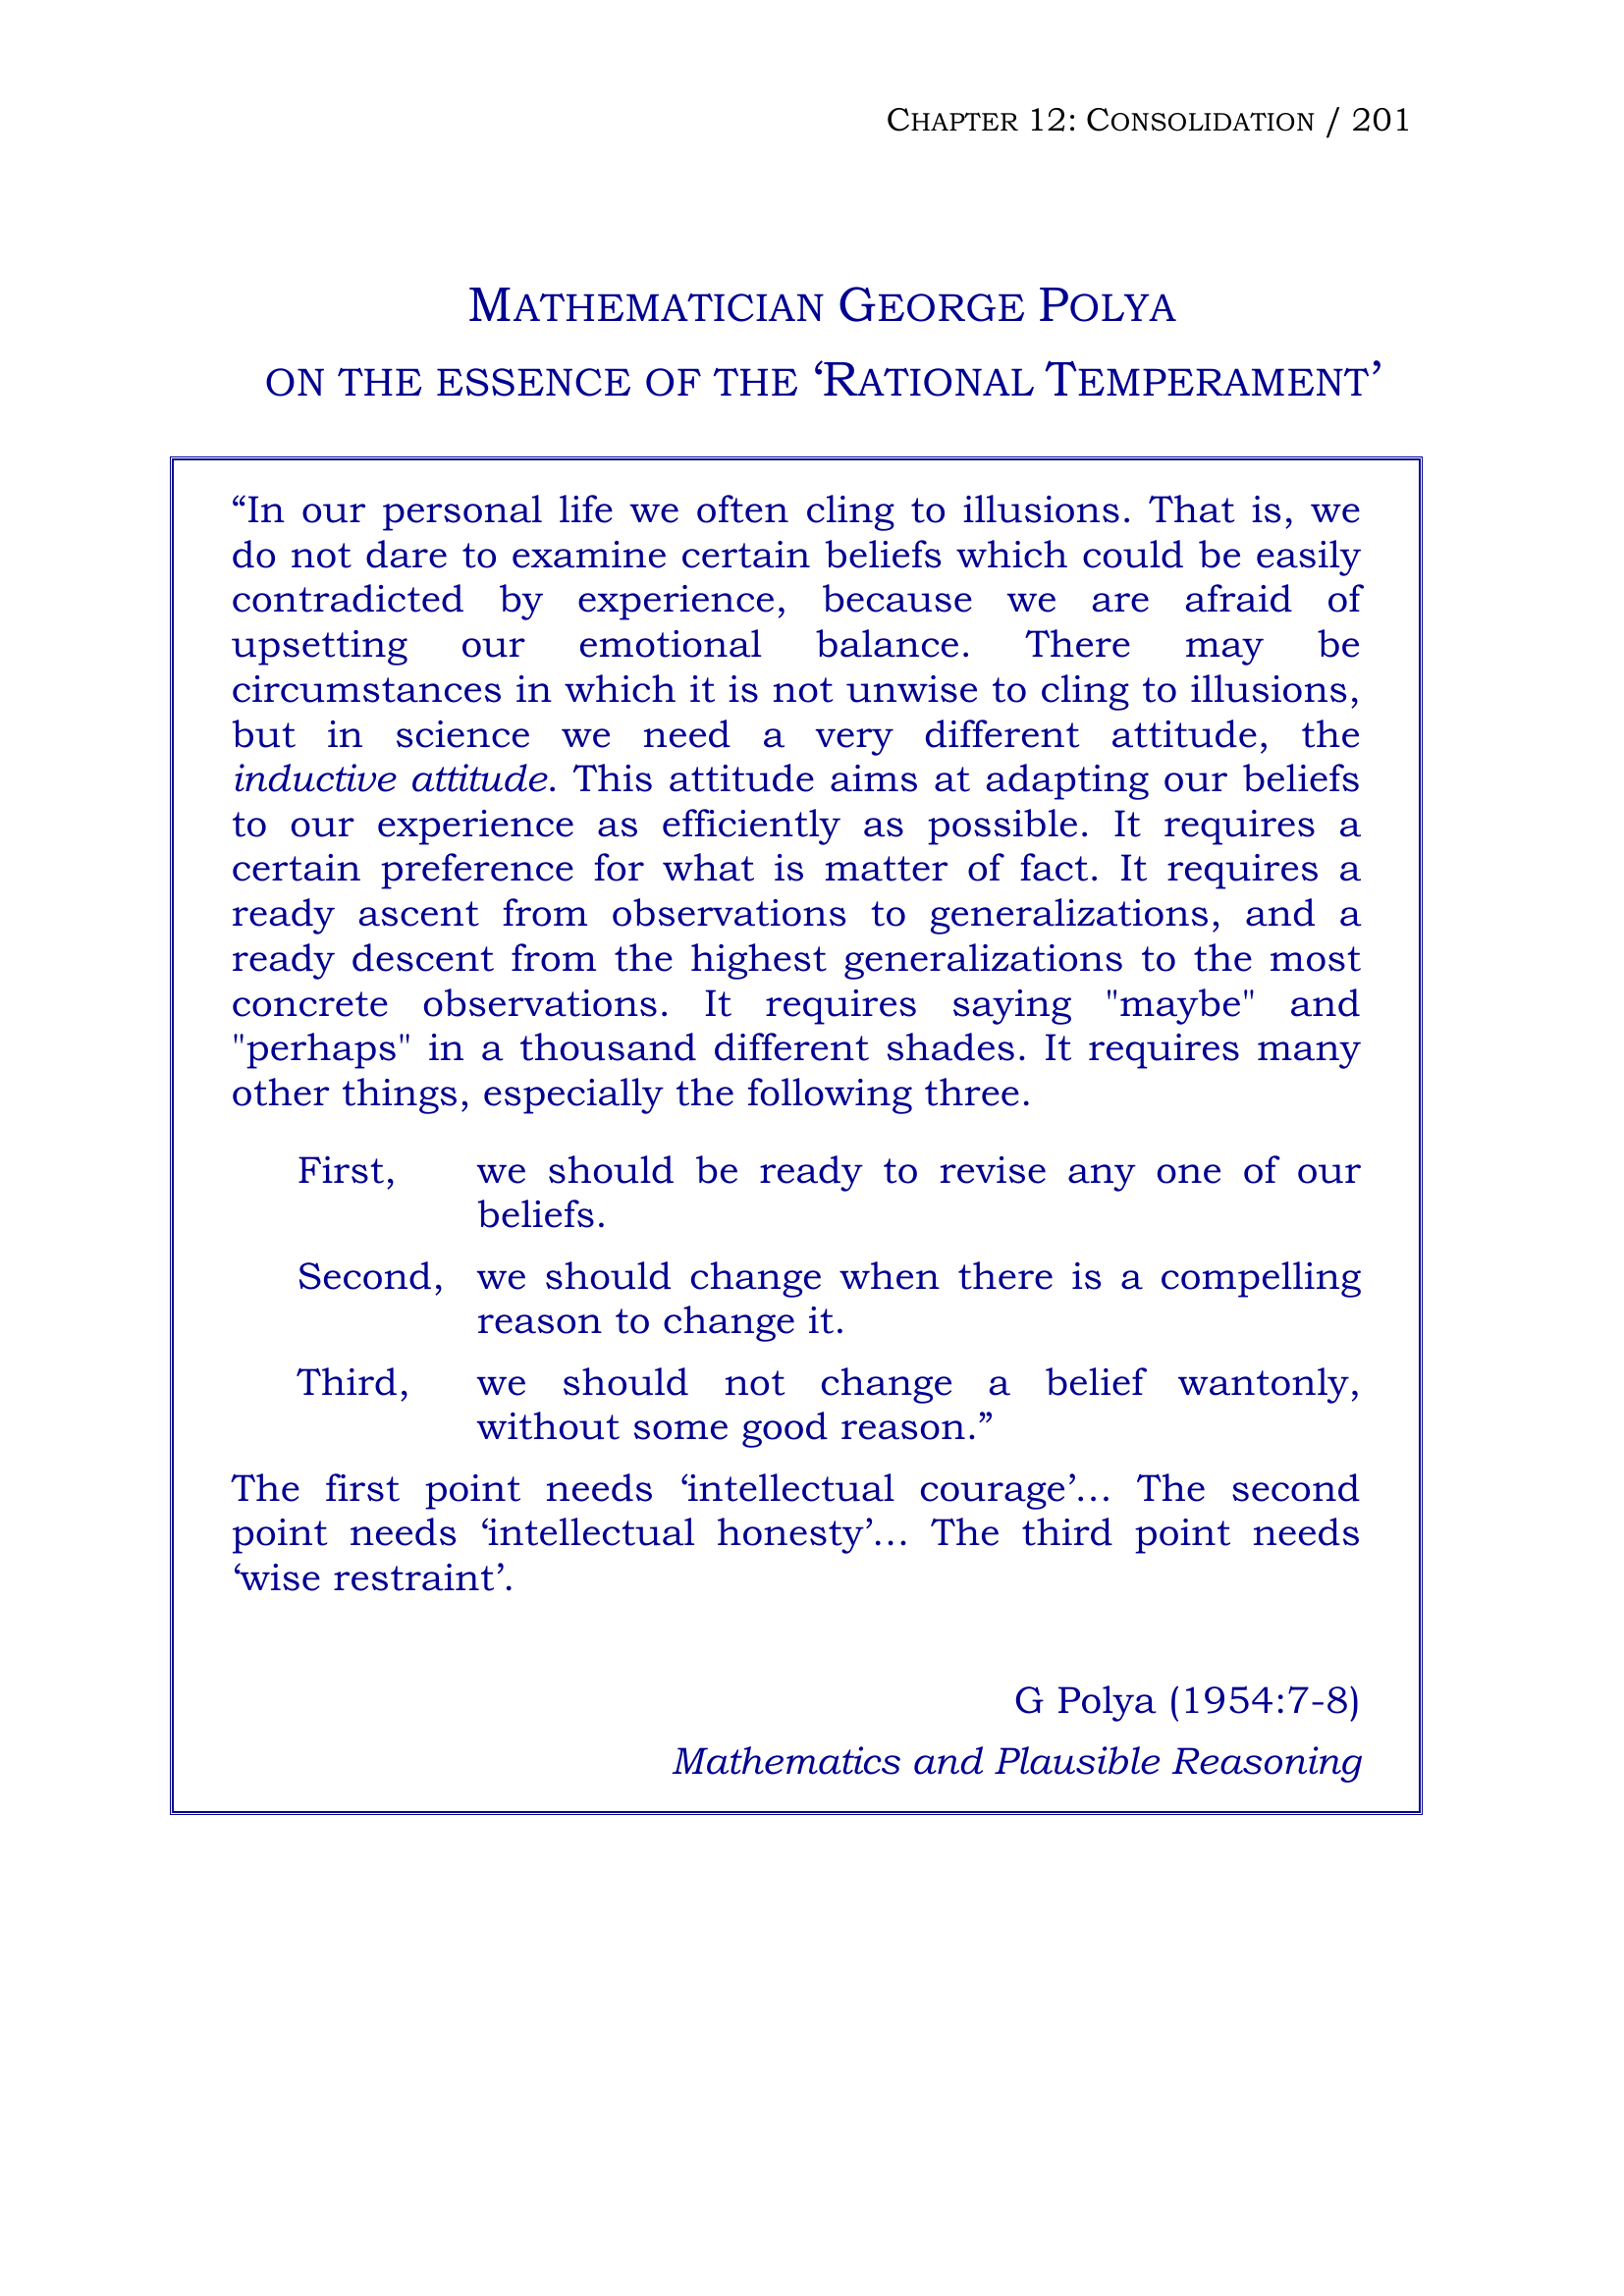 CHAPTER 12: CONSOLIDATION / 201
MATHEMATICIAN GEORGE POLYA
ON THE ESSENCE OF THE ‘RATIONAL TEMPERAMENT’
“In our personal life we often cling to illusions. That is, we
do not dare to examine certain beliefs which could be easily
contradicted by experience, because we are afraid of
upsetting our emotional balance. There may be
circumstances in which it is not unwise to cling to illusions,
but in science we need a very different attitude, the
inductive attitude. This attitude aims at adapting our beliefs
to our experience as efficiently as possible. It requires a
certain preference for what is matter of fact. It requires a
ready ascent from observations to generalizations, and a
ready descent from the highest generalizations to the most
concrete observations. It requires saying "maybe" and
"perhaps" in a thousand different shades. It requires many
other things, especially the following three.
First, we should be ready to revise any one of our
beliefs.
Second, we should change when there is a compelling
reason to change it.
Third, we should not change a belief wantonly,
without some good reason.”
The first point needs ‘intellectual courage’… The second
point needs ‘intellectual honesty’… The third point needs
‘wise restraint’.
G Polya (1954:7-8)
Mathematics and Plausible Reasoning